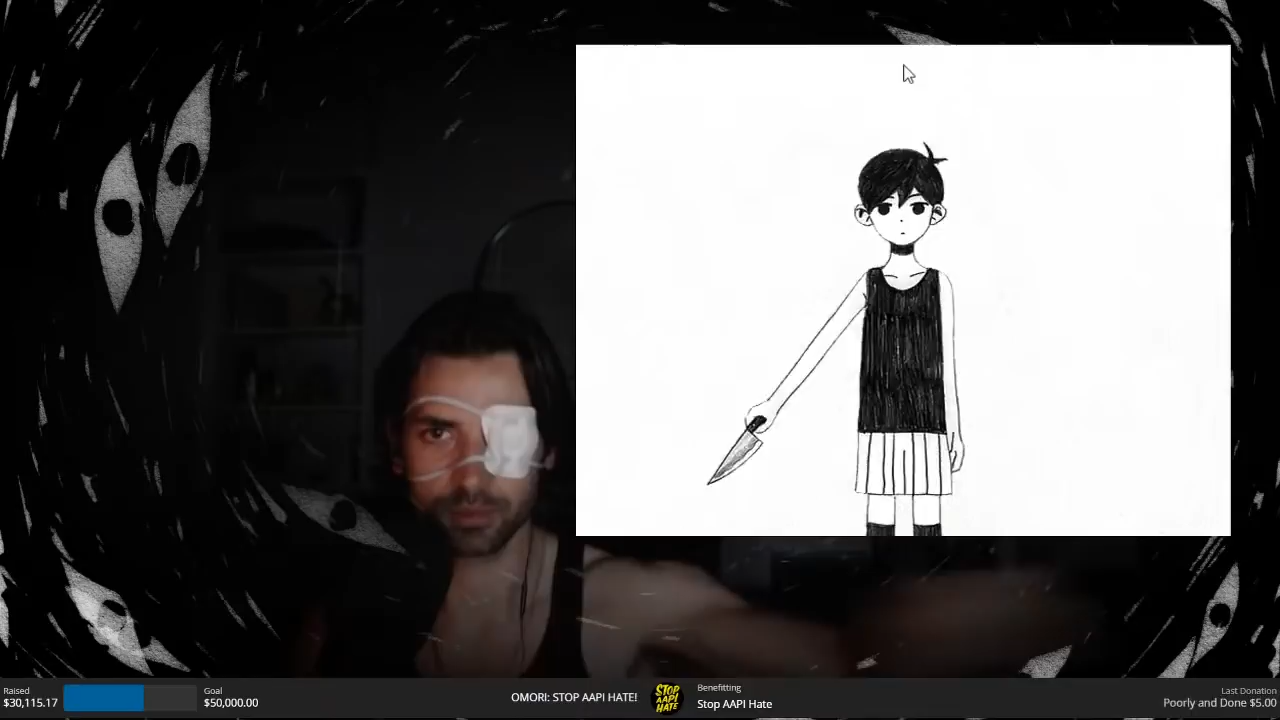 Raised
$30,115.17
Goal
$50,000.00
OMORI: STOP AAPI HATE!
STOP
AAPI
HATE
Benefitting
Stop AAPI Hate
Last Donation
Poorly and Done $5.00